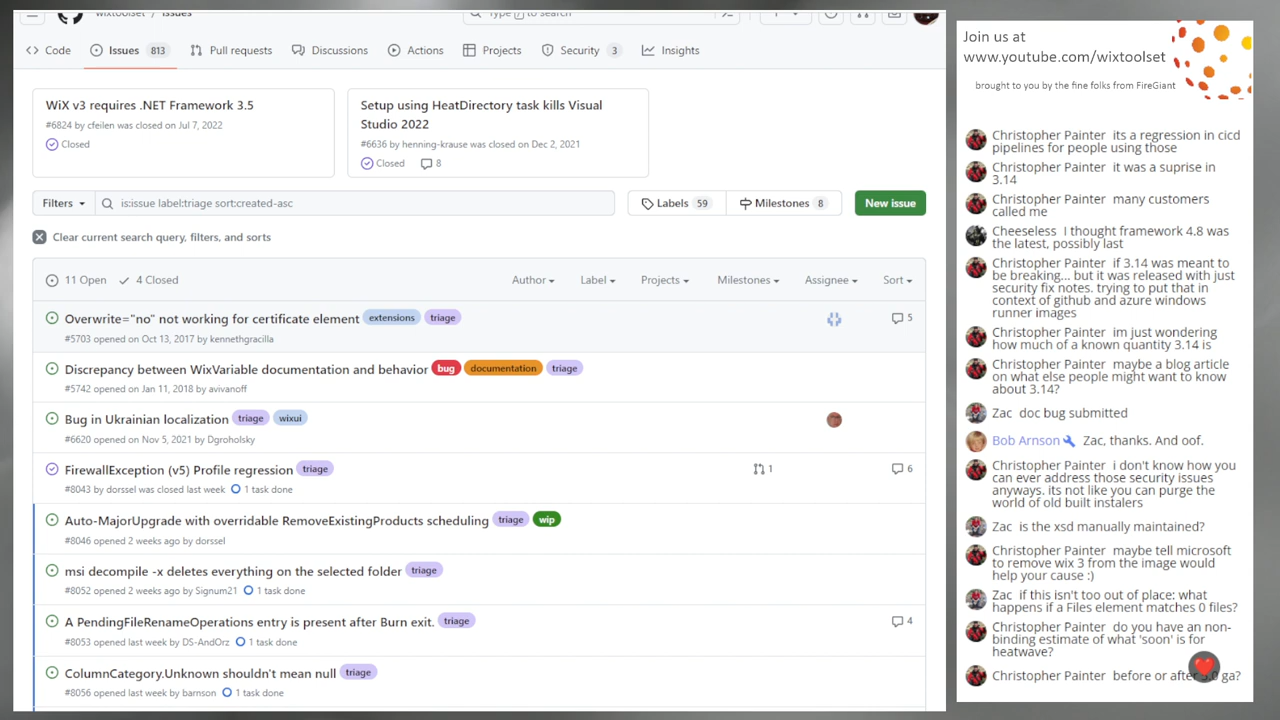 wixtoolset / Issues
Type / to search
Code
Issues 813
Pull requests
Discussions
Actions
Projects
Security 3
Insights
WiX v3 requires .NET Framework 3.5
#6824 by cfeilen was closed on Jul 7, 2022
Closed
Setup using HeatDirectory task kills Visual
Studio 2022
#6636 by henning-krause was closed on Dec 2, 2021
Closed 8
Filters
is:issue label:triage sort:created-asc
Labels 59
Milestones 8
New issue
Clear current search query, filters, and sorts
11 Open 4 Closed
Author
Label
Projects
Milestones
Assignee
Sort
Overwrite="no" not working for certificate element extensions triage 5
#5703 opened on Oct 13, 2017 by kennethgracilla
Discrepancy between WixVariable documentation and behavior bug documentation triage
#5742 opened on Jan 11, 2018 by avivanoff
Bug in Ukrainian localization triage wixui
#6620 opened on Nov 5, 2021 by Dgroholsky
FirewallException (v5) Profile regression triage 1 6
#8043 by dorssel was closed last week 1 task done
Auto-MajorUpgrade with overridable RemoveExistingProducts scheduling triage wip
#8046 opened 2 weeks ago by dorssel
msi decompile -x deletes everything on the selected folder triage
#8052 opened 2 weeks ago by Signum21 1 task done
A PendingFileRenameOperations entry is present after Burn exit. triage 4
#8053 opened last week by DS-AndOrz 1 task done
ColumnCategory.Unknown shouldn't mean null triage
#8056 opened last week by barnson 1 task done
Join us at
www.youtube.com/wixtoolset
brought to you by the fine folks from FireGiant
Christopher Painter its a regression in cicd
pipelines for people using those
Christopher Painter it was a suprise in
3.14
Christopher Painter many customers
called me
Cheeseless I thought framework 4.8 was
the latest, possibly last
Christopher Painter if 3.14 was meant to
be breaking... but it was released with just
security fix notes. trying to put that in
context of github and azure windows
runner images
Christopher Painter im just wondering
how much of a known quantity 3.14 is
Christopher Painter maybe a blog article
on what else people might want to know
about 3.14?
Zac doc bug submitted
Bob Arnson Zac, thanks. And oof.
Christopher Painter i don't know how you
can ever address those security issues
anyways. its not like you can purge the
world of old built instalers
Zac is the xsd manually maintained?
Christopher Painter maybe tell microsoft
to remove wix 3 from the image would
help your cause :)
Zac if this isn't too out of place: what
happens if a Files element matches 0 files?
Christopher Painter do you have an non-
binding estimate of what 'soon' is for
heatwave?
Christopher Painter before or after ga?